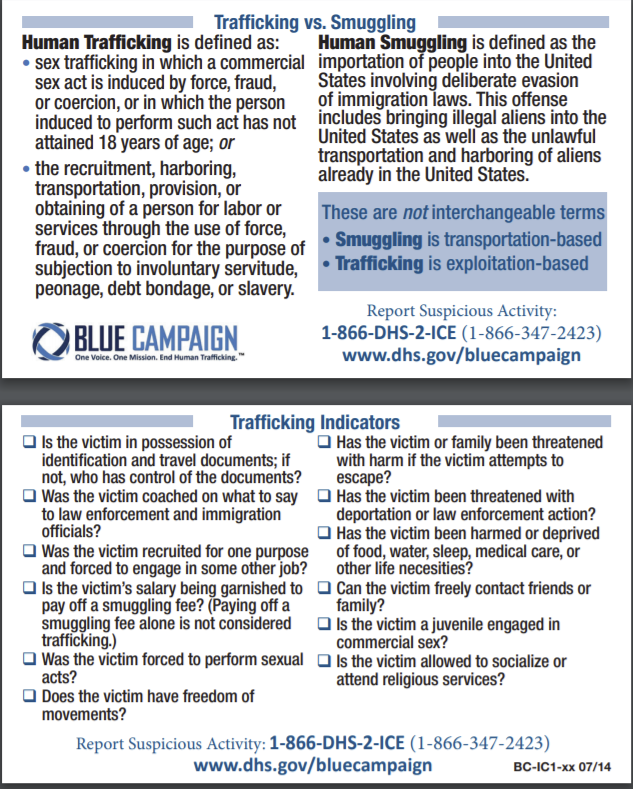 Trafficking vs. Smuggling
Human Trafficking is defined as:
• sex trafficking in which a commercial
sex act is induced by force, fraud,
or coercion, or in which the person
induced to perform such act has not
attained 18 years of age; or
• the recruitment, harboring,
transportation, provision, or
obtaining of a person for labor or
services through the use of force,
fraud, or coercion for the purpose of
subjection to involuntary servitude,
peonage, debt bondage, or slavery.
BLUE CAMPAIGN
One Voice. One Mission. End Human Trafficking.™
Human Smuggling is defined as the
importation of people into the United
States involving deliberate evasion
of immigration laws. This offense
includes bringing illegal aliens into the
United States as well as the unlawful
transportation and harboring of aliens
already in the United States.
These are not interchangeable terms
• Smuggling is transportation-based
• Trafficking is exploitation-based
Report Suspicious Activity:
1-866-DHS-2-ICE (1-866-347-2423)
www.dhs.gov/bluecampaign
Trafficking Indicators
❑ Is the victim in possession of
identification and travel documents; if
not, who has control of the documents?
❑ Was the victim coached on what to say
to law enforcement and immigration
officials?
❑ Was the victim recruited for one purpose
and forced to engage in some other job?
❑ Is the victim's salary being garnished to
pay off a smuggling fee? (Paying off a
smuggling fee alone is not considered
trafficking.)
❑ Was the victim forced to perform sexual
acts?
❑ Does the victim have freedom of
movements?
❑ Has the victim or family been threatened
with harm if the victim attempts to
escape?
❑ Has the victim been threatened with
deportation or law enforcement action?
❑ Has the victim been harmed or deprived
of food, water, sleep, medical care, or
other life necesities?
❑ Can the victim freely contact friends or
family?
❑ Is the victim a juvenile engaged in
commercial sex?
❑ Is the victim allowed to socialize or
attend religious services?
Report Suspicious Activity: 1-866-DHS-2-ICE (1-866-347-2423)
www.dhs.gov/bluecampaign
BC-IC1-xx 07/14